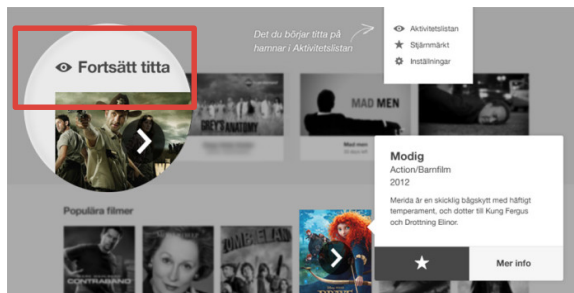 Det du börjar titta på
hamnar i Aktivitetslistan
Aktivitetslistan
Stjärnmärkt
Inställningar
Fortsätt titta
GREY'S ANATOMY
MAD MEN
Mad men
Modig
Action/Barnfilm
2012
Merida är en skicklig bågskytt med häftigt
temperament, och dotter till Kung Fergus
och Drottning Elinor.
Mer info
Populära filmer
CONTRABAND